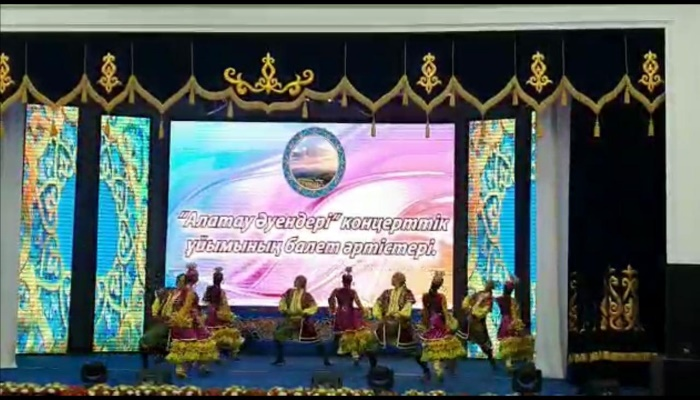 "Алатау әуендері" концерттік
ұйымының балет әртістері.